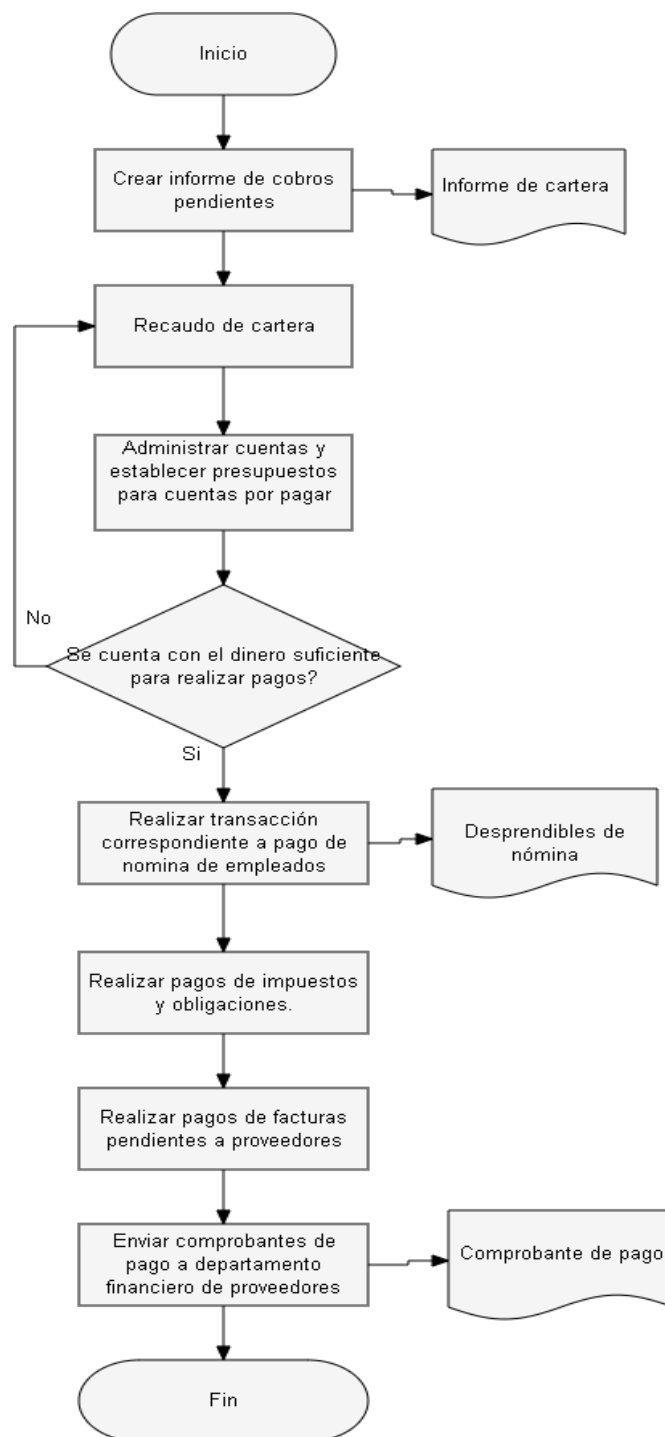 Inicio
Crear informe de cobros
pendientes
Informe de cartera
Recaudo de cartera
Administrar cuentas y
establecer presupuestos
para cuentas por pagar
No
Se cuenta con el dinero suficiente
para realizar pagos?
Si
Realizar transacción
correspondiente a pago de
nomina de empleados
Desprendibles de
nómina
Realizar pagos de impuestos
y obligaciones.
Realizar pagos de facturas
pendientes a proveedores
Enviar comprobantes de
pago a departamento
financiero de proveedores
Comprobante de pago
Fin